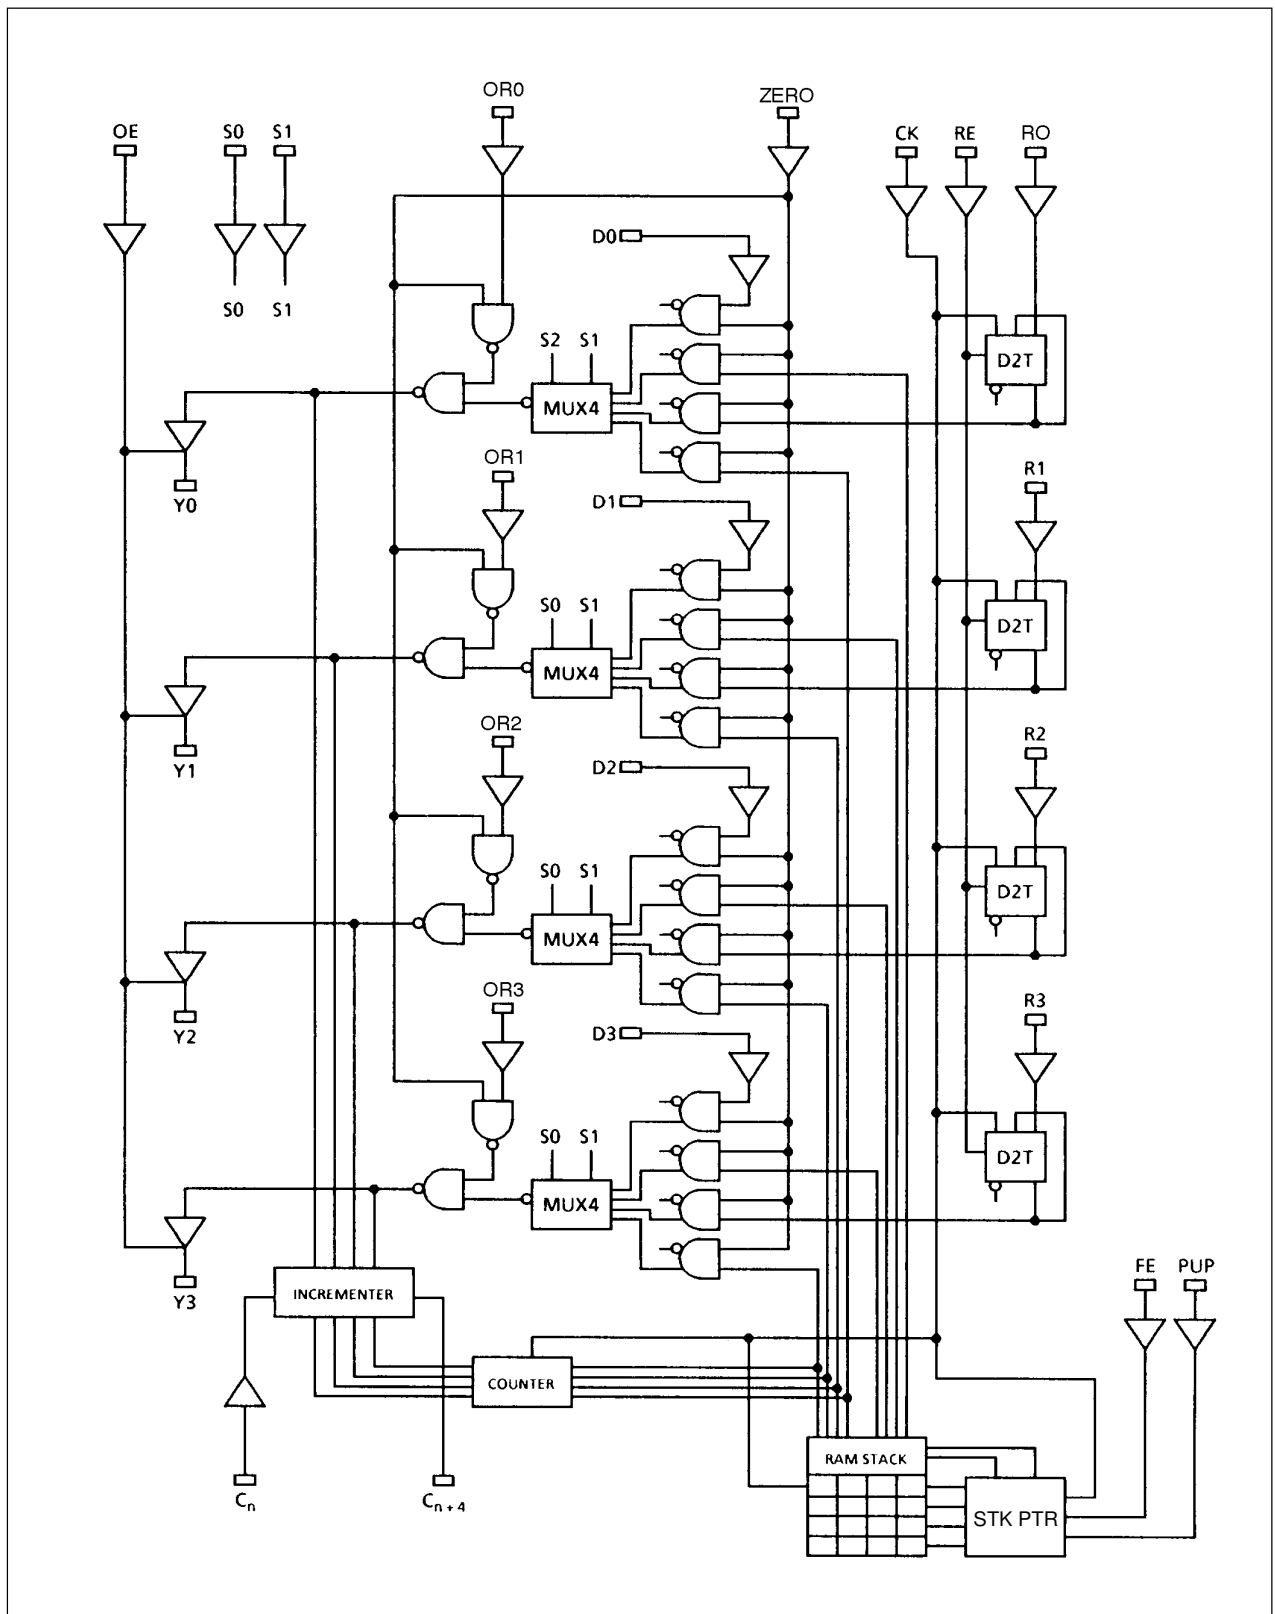 OR0
ZERO
OE S0 S1
CK RE RO
D0
S0 S1
S2 S1
D2T
MUX4
Y0
OR1
R1
D1
S0 S1
D2T
MUX4
Y1
OR2
R2
D2
S0 S1
D2T
MUX4
Y2
OR3
R3
D3
S0 S1
D2T
MUX4
Y3
FE PUP
INCREMENTER
COUNTER
RAM STACK
Cn
Cn + 4
STK PTR